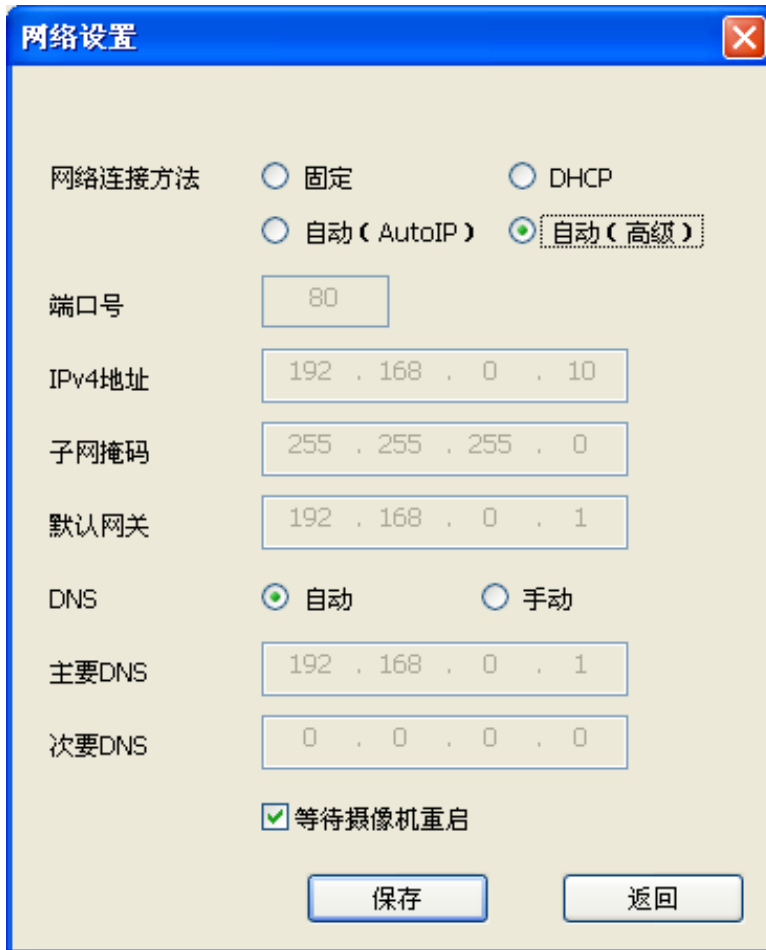 网络设置
网络连接方法 固定 DHCP
自动(AutoIP) 自动(高级)
端口号 80
IPv4地址 192 . 168 . 0 . 10
子网掩码 255 . 255 . 255 . 0
默认网关 192 . 168 . 0 . 1
DNS 自动 手动
主要DNS 192 . 168 . 0 . 1
次要DNS 0 . 0 . 0 . 0
等待摄像机重启
保存 返回